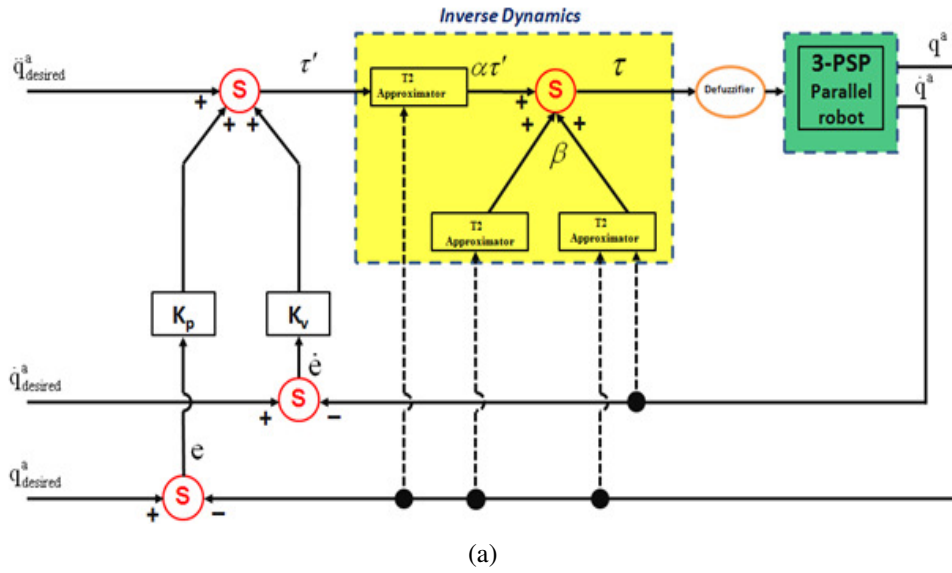 Inverse Dynamics
q̈ᵃdesired
τ′
T2
Approximator
ατ′
τ
S
S
Defuzzifier
3-PSP
Parallel
robot
qᵃ
q̇ᵃ
+
+ +
+
+
+
β
T2
Approximator
T2
Approximator
Kp
Kv
q̇ᵃdesired
ė
S
+
−
e
qᵃdesired
S
+
−
(a)